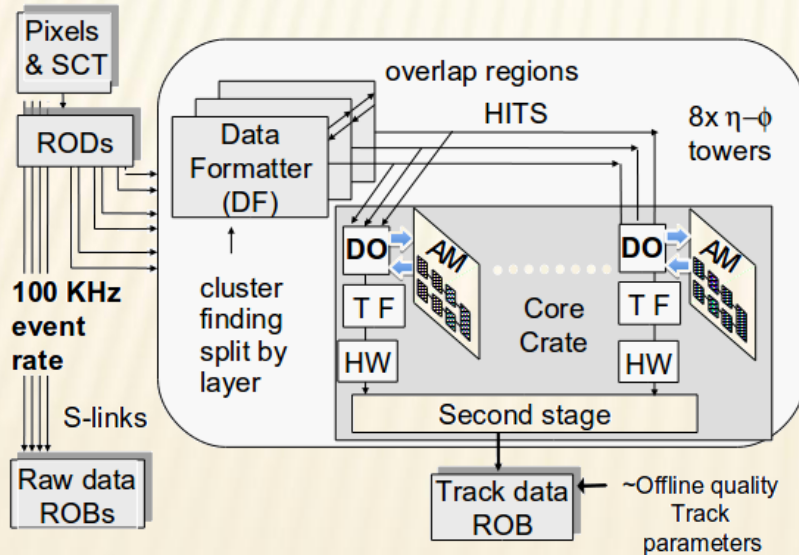 Pixels
& SCT
RODs
100 KHz
event
rate
S-links
Raw data
ROBs
Data
Formatter
(DF)
cluster
finding
split by
layer
overlap regions
HITS
8x η–ϕ
towers
DO
AM
T F
HW
Core
Crate
DO
AM
T F
HW
Second stage
Track data
ROB
~Offline quality
Track
parameters